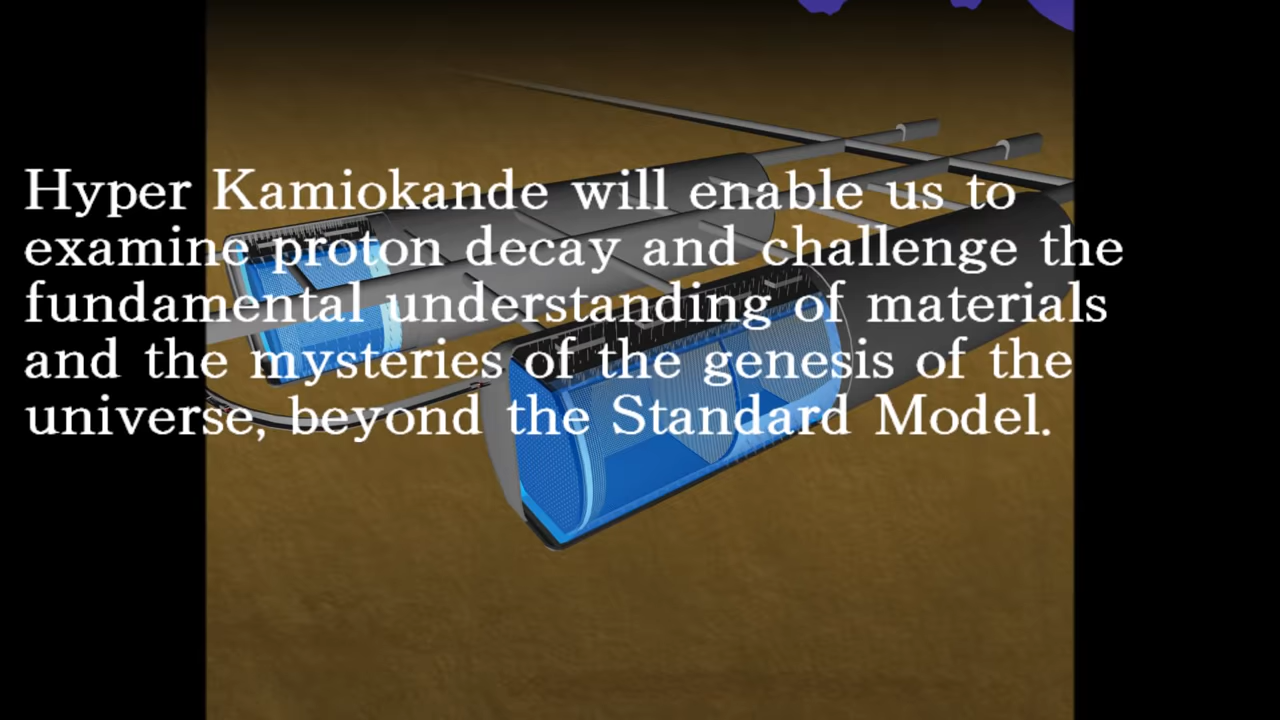 Hyper Kamiokande will enable us to
examine proton decay and challenge the
fundamental understanding of materials
and the mysteries of the genesis of the
universe, beyond the Standard Model.